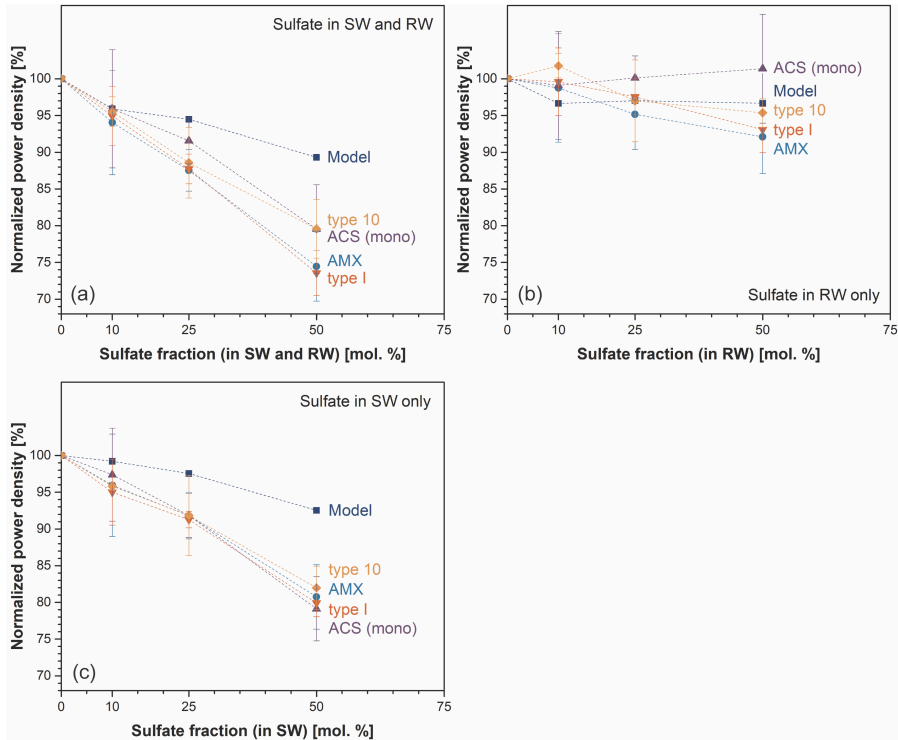 Sulfate in SW and RW
Normalized power density [%]
100
95
90
85
80
75
70
Model
type 10
ACS (mono)
AMX
type I
(a)
0
10
25
50
75
Sulfate fraction (in SW and RW) [mol. %]
Normalized power density [%]
100
95
90
85
80
75
70
ACS (mono)
Model
type 10
type I
AMX
(b)
Sulfate in RW only
0
10
25
50
75
Sulfate fraction (in RW) [mol. %]
Sulfate in SW only
Normalized power density [%]
100
95
90
85
80
75
70
Model
type 10
AMX
type I
ACS (mono)
(c)
0
10
25
50
75
Sulfate fraction (in SW) [mol. %]